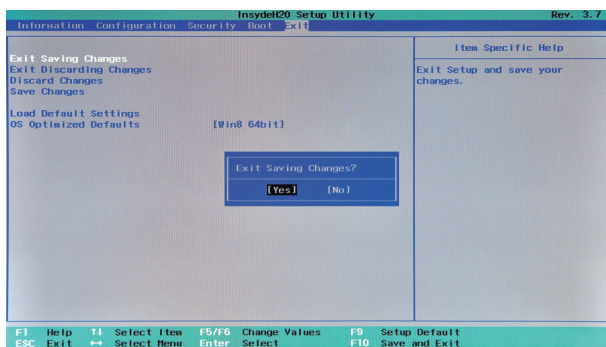 InsydeH20 Setup Utility Rev. 3.7
Information Configuration Security Boot Exit
Item Specific Help
Exit Saving Changes
Exit Discarding Changes
Discard Changes
Save Changes
Load Default Settings
OS Optimized Defaults [Win8 64bit]
Exit Setup and save your
changes.
Exit Saving Changes?
[Yes] [No]
F1 Help ↑↓ Select Item F5/F6 Change Values F9 Setup Default
ESC Exit ↔ Select Menu Enter Select F10 Save and Exit